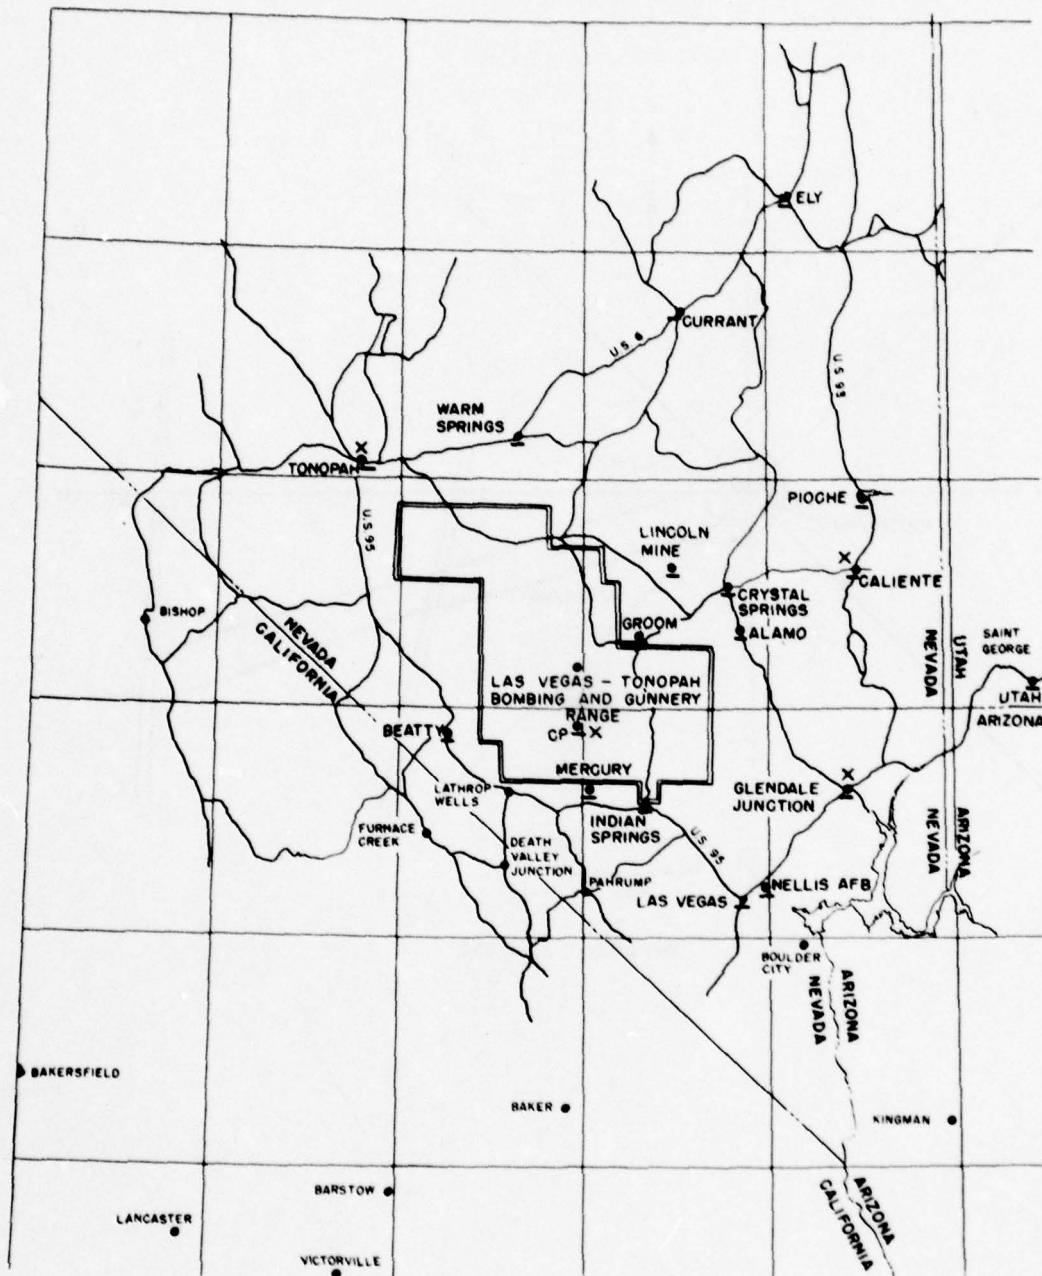 ELY
CURRANT
U S 6
U.S. 93
WARM
SPRINGS
X
TONOPAH
U.S. 95
PIOCHE
LINCOLN
MINE
X
CALIENTE
CRYSTAL
SPRINGS
BISHOP
GROOM
ALAMO
NEVADA
CALIFORNIA
UTAH
NEVADA
SAINT
GEORGE
LAS VEGAS - TONOPAH
BOMBING AND GUNNERY
RANGE
UTAH
ARIZONA
BEATTY
CP X
MERCURY
X
LATHROP
WELLS
GLENDALE
JUNCTION
INDIAN
SPRINGS
FURNACE
CREEK
DEATH
VALLEY
JUNCTION
US 95
ARIZONA
NEVADA
PAHRUMP
NELLIS AFB
LAS VEGAS
BOULDER
CITY
ARIZONA
NEVADA
BAKERSFIELD
BAKER
KINGMAN
BARSTOW
ARIZONA
CALIFORNIA
LANCASTER
VICTORVILLE